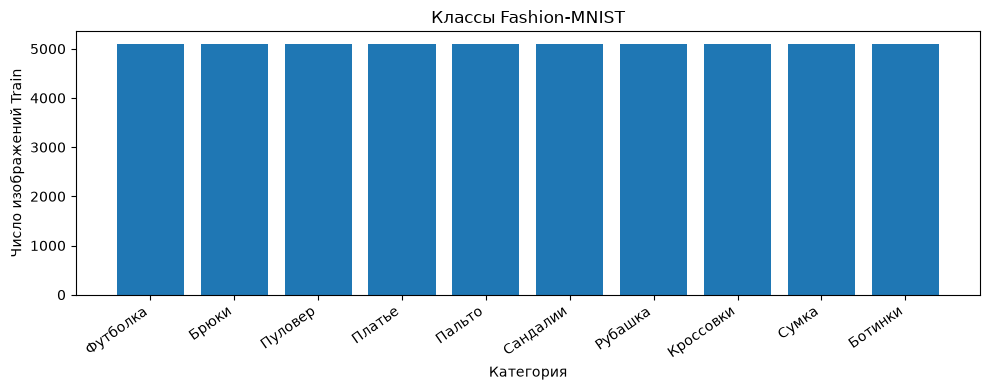 Классы Fashion-MNIST
Число изображений Train
5000
4000
3000
2000
1000
0
Футболка
Брюки
Пуловер
Платье
Пальто
Сандалии
Рубашка
Кроссовки
Сумка
Ботинки
Категория